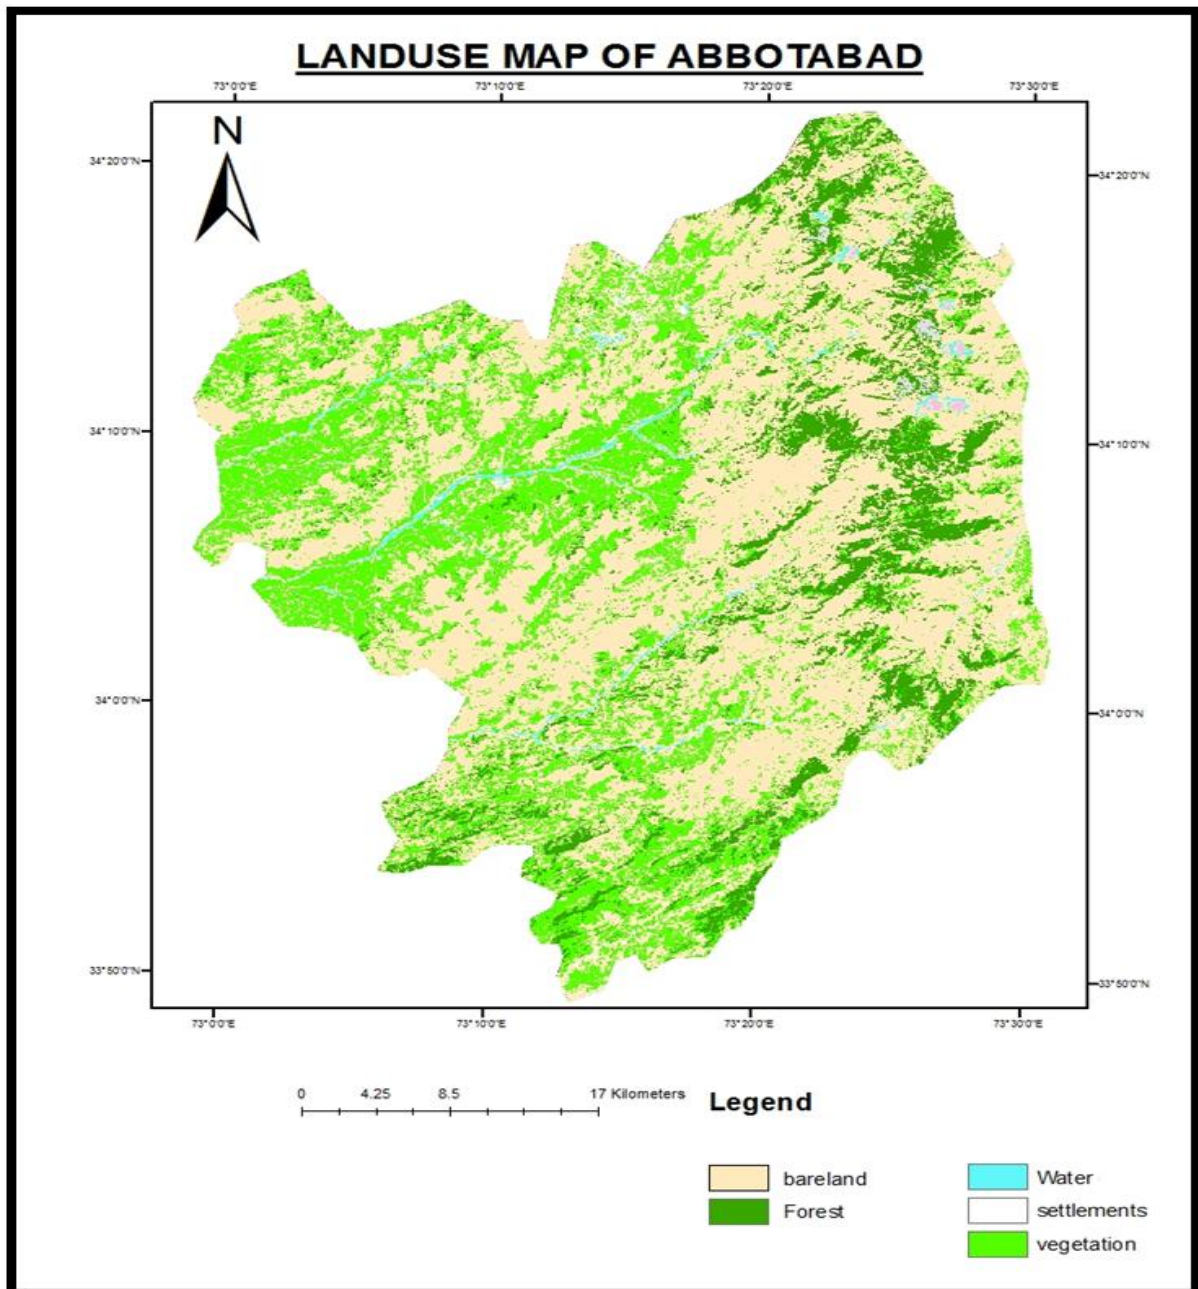 LANDUSE MAP OF ABBOTABAD
73°0'0"E 73°10'0"E 73°20'0"E 73°30'0"E
N
34°20'0"N 34°20'0"N
34°10'0"N 34°10'0"N
34°0'0"N 34°0'0"N
33°50'0"N 33°50'0"N
73°0'0"E 73°10'0"E 73°20'0"E 73°30'0"E
0 4.25 8.5 17 Kilometers
Legend
bareland Water
Forest settlements
vegetation